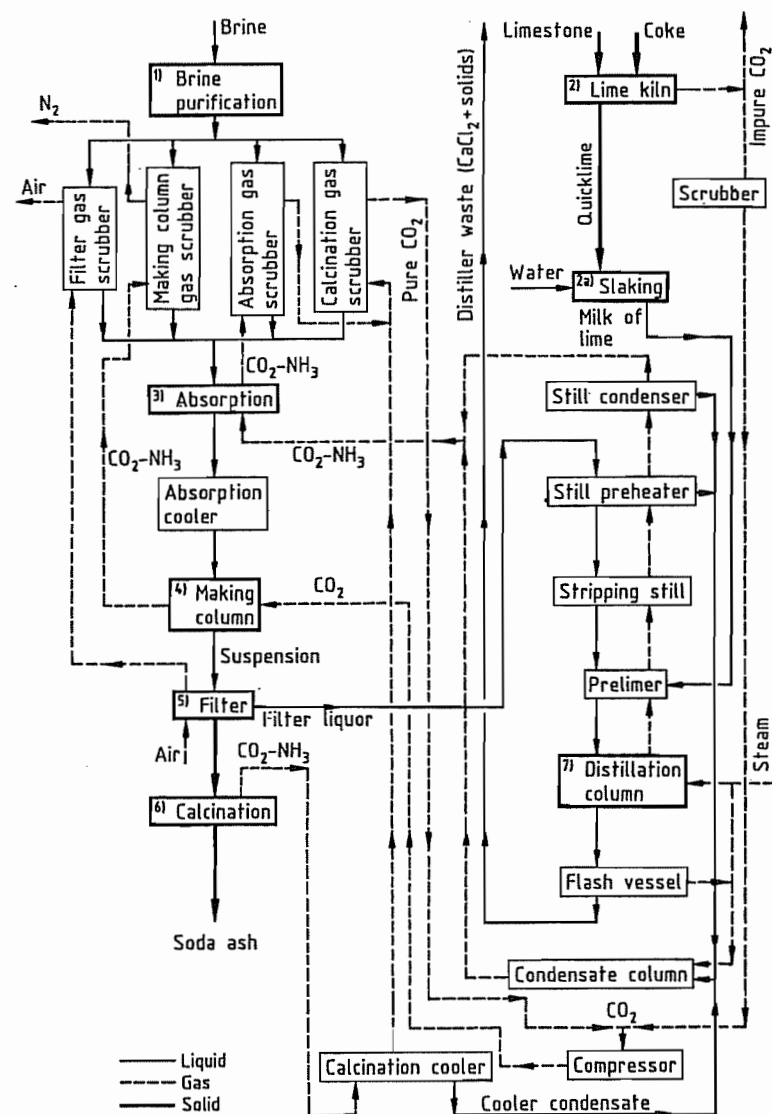 Brine
1) Brine
purification
N2
Air
Filter gas
scrubber
Making column
gas scrubber
Absorption gas
scrubber
Calcination gas
scrubber
Pure CO2
CO2–NH3
3) Absorption
CO2–NH3
CO2–NH3
Absorption
cooler
4) Making
column
CO2
Suspension
5) Filter
Filter liquor
Air
CO2–NH3
6) Calcination
Soda ash
Liquid
Gas
Solid
Distiller waste (CaCl2+solids)
Limestone
Coke
2) Lime kiln
Impure CO2
Quicklime
Scrubber
Water
2a) Slaking
Milk of
lime
Still condenser
Still preheater
Stripping still
Prelimer
7) Distillation
column
Steam
Flash vessel
Condensate column
CO2
Compressor
Calcination cooler
Cooler condensate